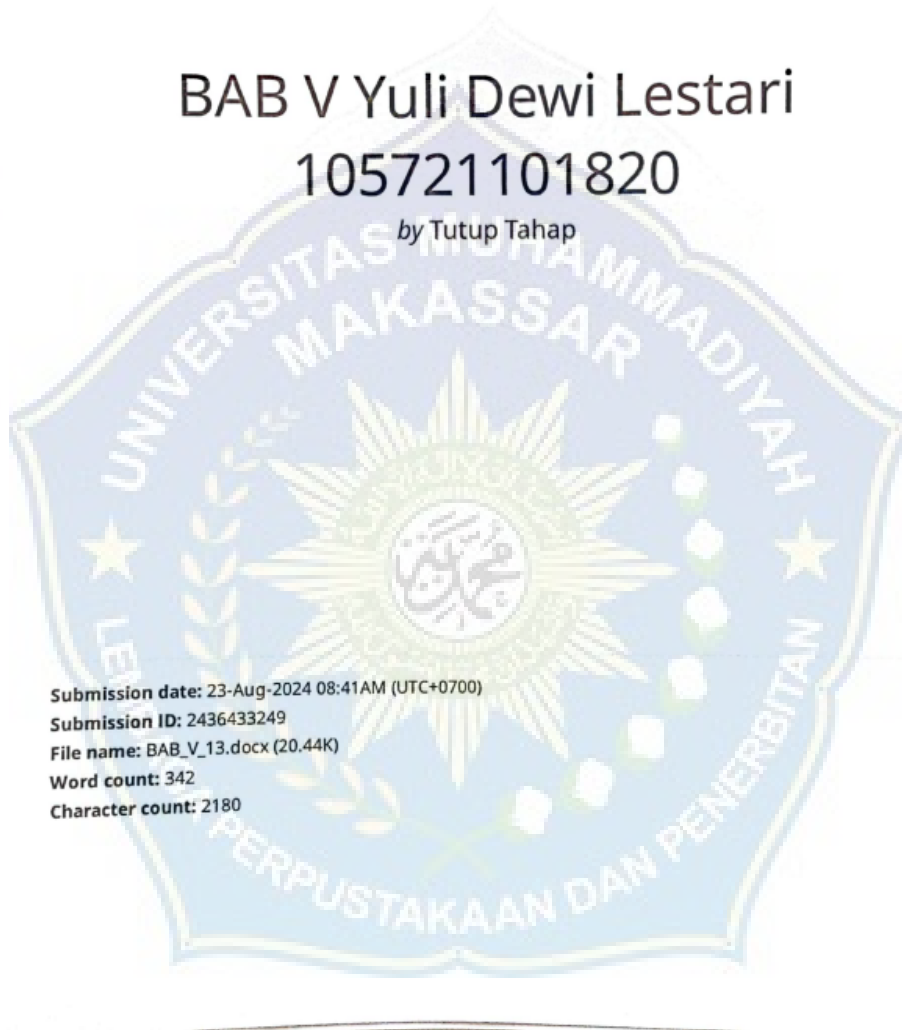 BAB V Yuli Dewi Lestari
105721101820
by Tutup Tahap
UNIVERSITAS MUHAMMADIYAH
MAKASSAR
Submission date: 23-Aug-2024 08:41AM (UTC+0700)
Submission ID: 2436433249
File name: BAB_V_13.docx (20.44K)
Word count: 342
Character count: 2180
PERPUSTAKAAN DAN PENERBITAN